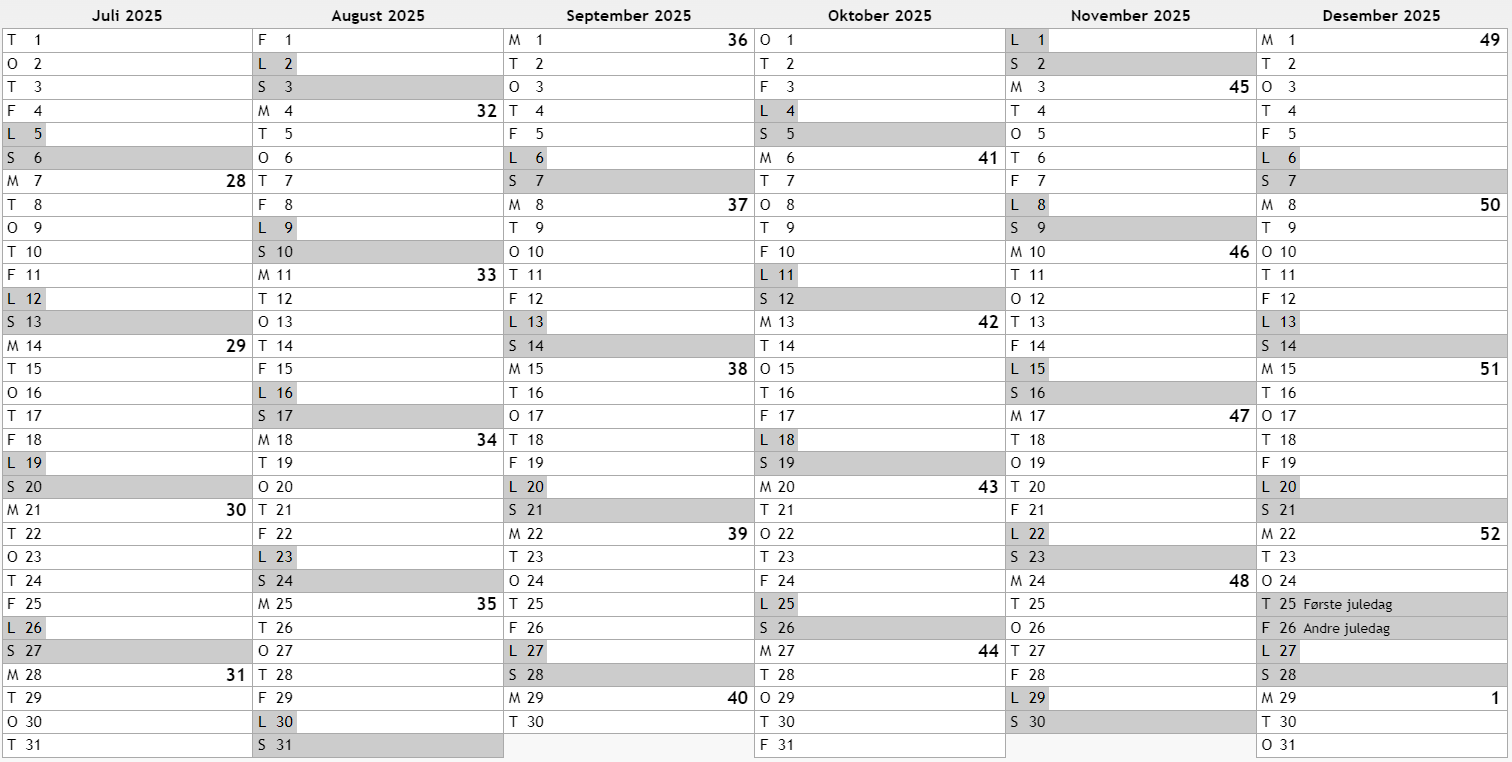 Juli 2025 August 2025 September 2025 Oktober 2025 November 2025 Desember 2025
T 1 F 1 M 1 36 O 1 L 1 M 1 49
O 2 L 2 T 2 T 2 S 2 T 2
T 3 S 3 O 3 F 3 M 3 45 O 3
F 4 M 4 32 T 4 L 4 T 4 T 4
L 5 T 5 F 5 S 5 O 5 F 5
S 6 O 6 L 6 M 6 41 T 6 L 6
M 7 28 T 7 S 7 T 7 F 7 S 7
T 8 F 8 M 8 37 O 8 L 8 M 8 50
O 9 L 9 T 9 T 9 S 9 T 9
T 10 S 10 O 10 F 10 M 10 46 O 10
F 11 M 11 33 T 11 L 11 T 11 T 11
L 12 T 12 F 12 S 12 O 12 F 12
S 13 O 13 L 13 M 13 42 T 13 L 13
M 14 29 T 14 S 14 T 14 F 14 S 14
T 15 F 15 M 15 38 O 15 L 15 M 15 51
O 16 L 16 T 16 T 16 S 16 T 16
T 17 S 17 O 17 F 17 M 17 47 O 17
F 18 M 18 34 T 18 L 18 T 18 T 18
L 19 T 19 F 19 S 19 O 19 F 19
S 20 O 20 L 20 M 20 43 T 20 L 20
M 21 30 T 21 S 21 T 21 F 21 S 21
T 22 F 22 M 22 39 O 22 L 22 M 22 52
O 23 L 23 T 23 T 23 S 23 T 23
T 24 S 24 O 24 F 24 M 24 48 O 24
F 25 M 25 35 T 25 L 25 T 25 T 25 Første juledag
L 26 T 26 F 26 S 26 O 26 F 26 Andre juledag
S 27 O 27 L 27 M 27 44 T 27 L 27
M 28 31 T 28 S 28 T 28 F 28 S 28
T 29 F 29 M 29 40 O 29 L 29 M 29 1
O 30 L 30 T 30 T 30 S 30 T 30
T 31 S 31 F 31 O 31